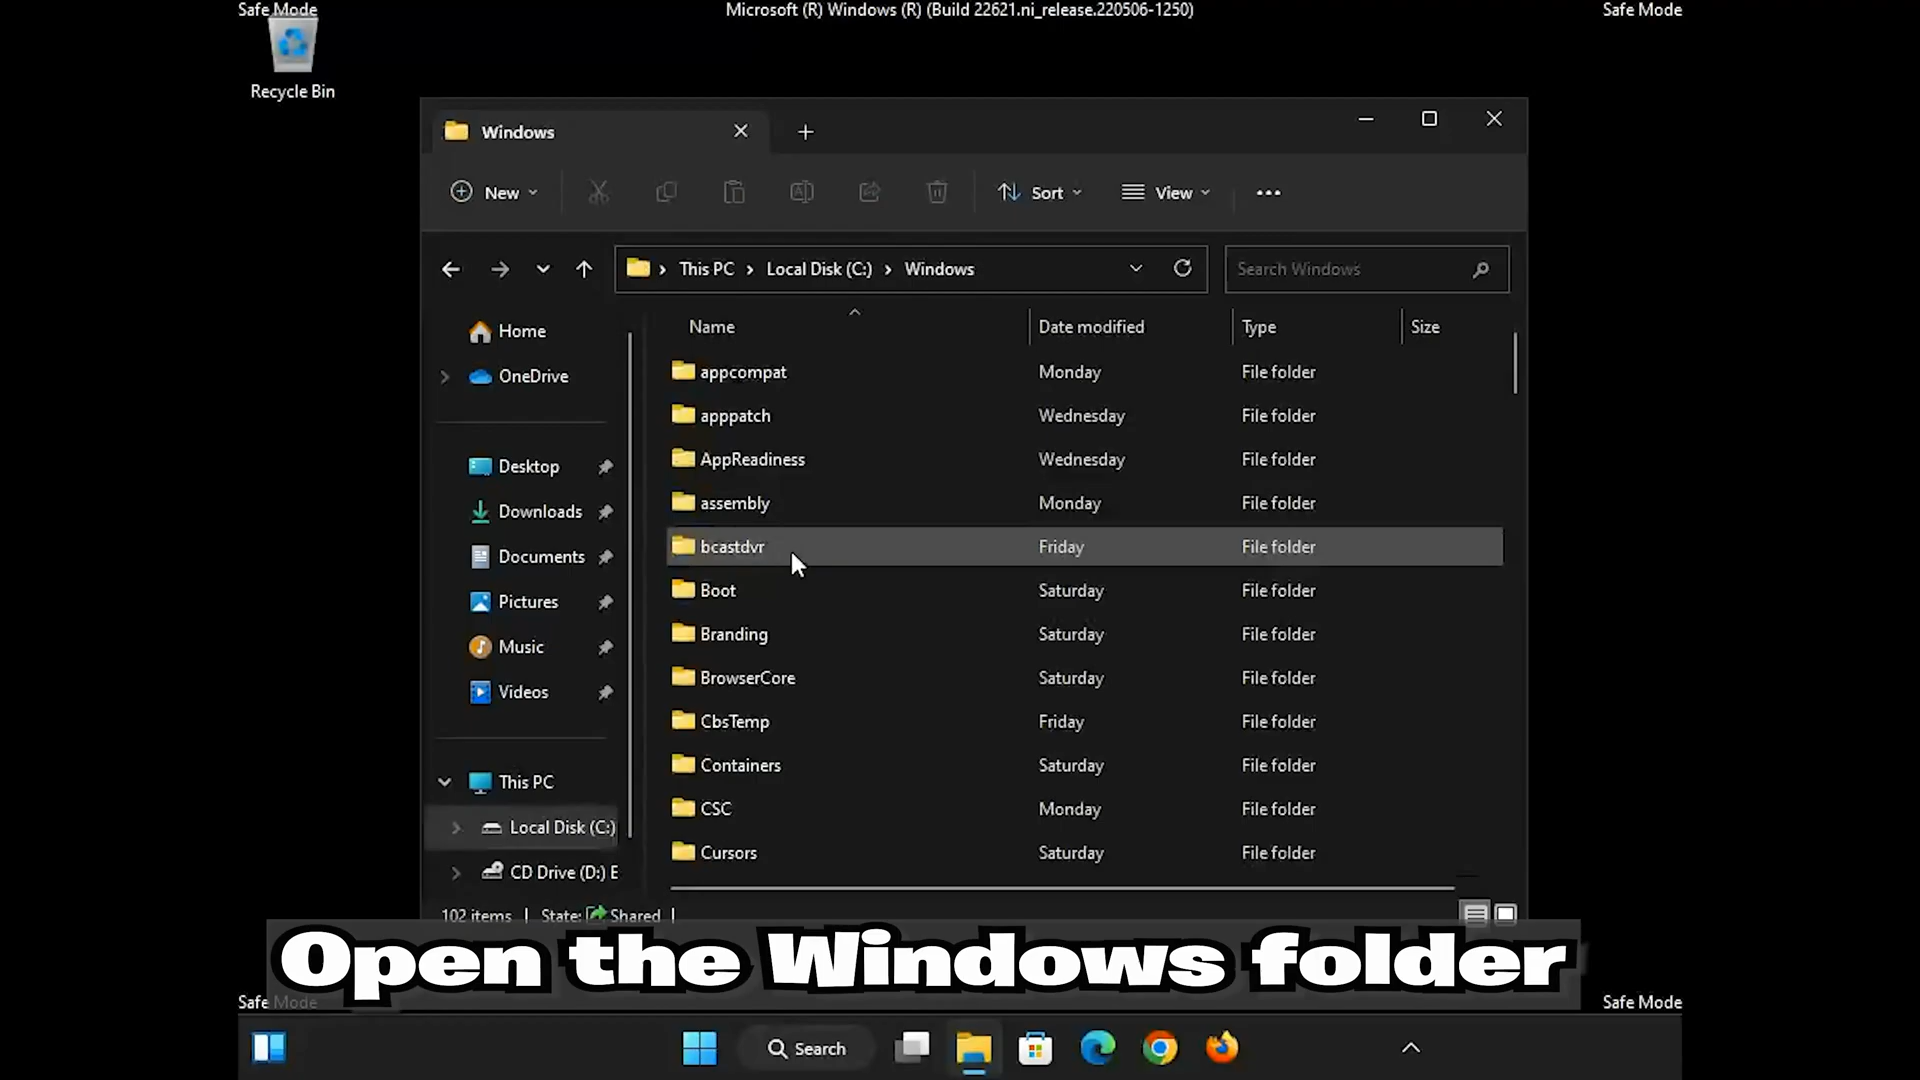 Safe Mode
Microsoft (R) Windows (R) (Build 22621.ni_release.220506-1250)
Safe Mode
Recycle Bin
Windows
New
Sort
View
This PC
Local Disk (C:)
Windows
Search Windows
Home
OneDrive
Desktop
Downloads
Documents
Pictures
Music
Videos
This PC
Local Disk (C:)
CD Drive (D:) E
Name Date modified Type Size
appcompat Monday File folder
apppatch Wednesday File folder
AppReadiness Wednesday File folder
assembly Monday File folder
bcastdvr Friday File folder
Boot Saturday File folder
Branding Saturday File folder
BrowserCore Saturday File folder
CbsTemp Friday File folder
Containers Saturday File folder
CSC Monday File folder
Cursors Saturday File folder
102 items State: Shared
Open the Windows folder
Safe Mode
Safe Mode
Search